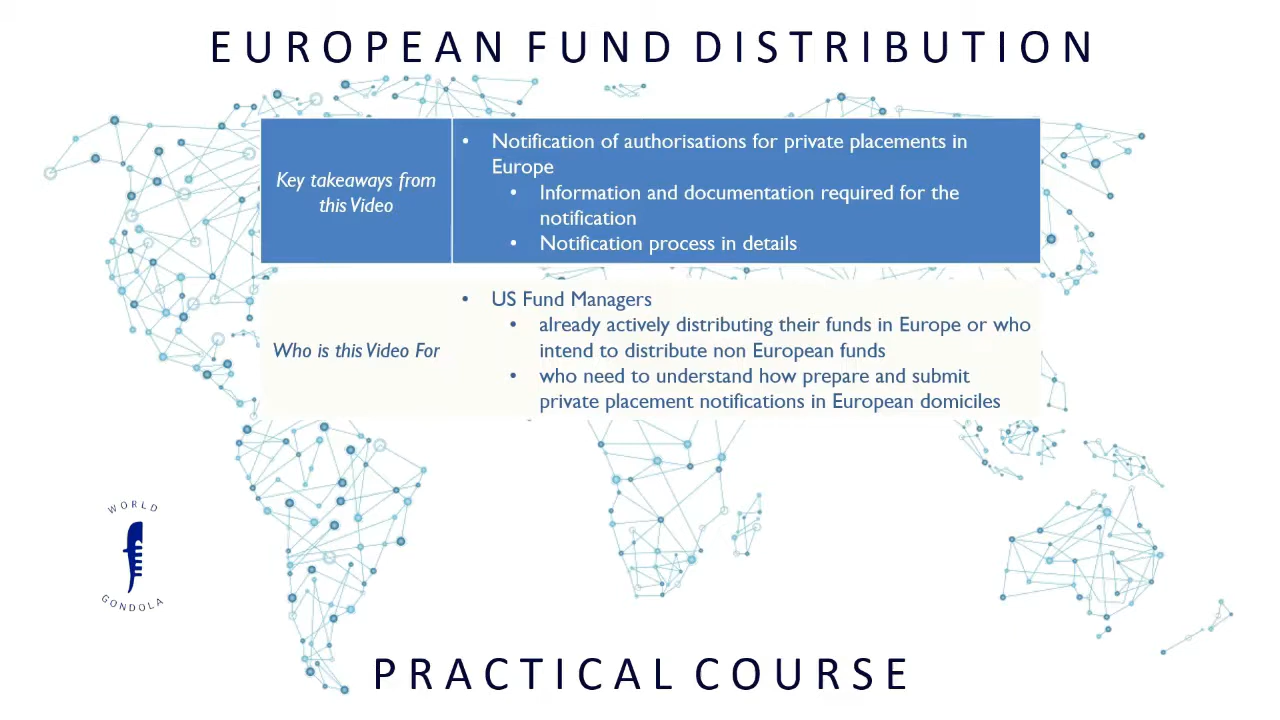 EUROPEAN FUND DISTRIBUTION
Key takeaways from
this Video
• Notification of authorisations for private placements in
Europe
• Information and documentation required for the
notification
• Notification process in details
Who is this Video For
• US Fund Managers
• already actively distributing their funds in Europe or who
intend to distribute non European funds
• who need to understand how prepare and submit
private placement notifications in European domiciles
WORLD
GONDOLA
PRACTICAL COURSE